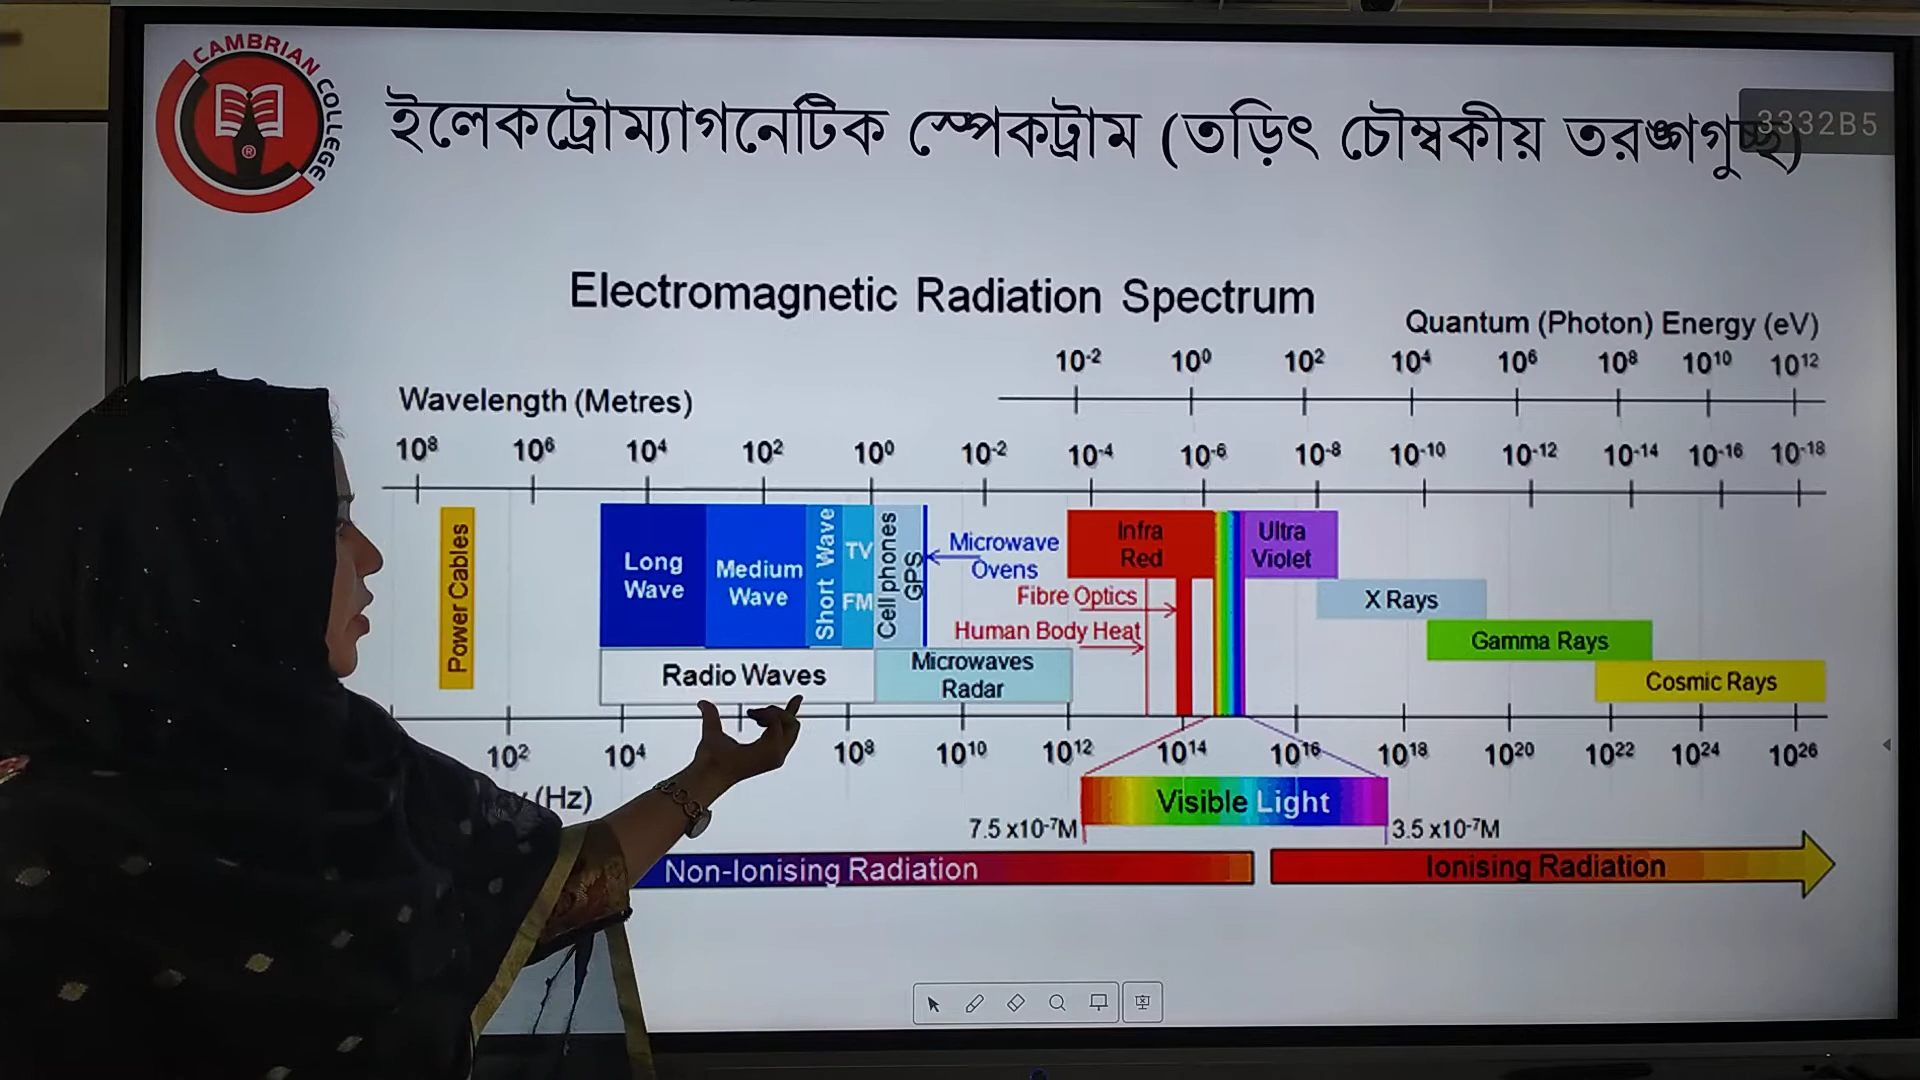 CAMBRIAN COLLEGE
®
ইলেকট্রোম্যাগনেটিক স্পেকট্রাম (তড়িৎ চৌম্বকীয় তরঙ্গগুচ্ছ)
3332B5
Electromagnetic Radiation Spectrum
Quantum (Photon) Energy (eV)
10⁻² 10⁰ 10² 10⁴ 10⁶ 10⁸ 10¹⁰ 10¹²
Wavelength (Metres)
10⁸ 10⁶ 10⁴ 10² 10⁰ 10⁻² 10⁻⁴ 10⁻⁶ 10⁻⁸ 10⁻¹⁰ 10⁻¹² 10⁻¹⁴ 10⁻¹⁶ 10⁻¹⁸
Power Cables
Long
Wave
Medium
Wave
Short Wave
TV
FM
Cell phones
GPS
Microwave
Ovens
Infra
Red
Ultra
Violet
Fibre Optics
Human Body Heat
X Rays
Gamma Rays
Cosmic Rays
Radio Waves
Microwaves
Radar
10² 10⁴ 10⁸ 10¹⁰ 10¹² 10¹⁴ 10¹⁶ 10¹⁸ 10²⁰ 10²² 10²⁴ 10²⁶
(Hz)
Visible Light
7.5 x10⁻⁷M
3.5 x10⁻⁷M
Non-Ionising Radiation
Ionising Radiation